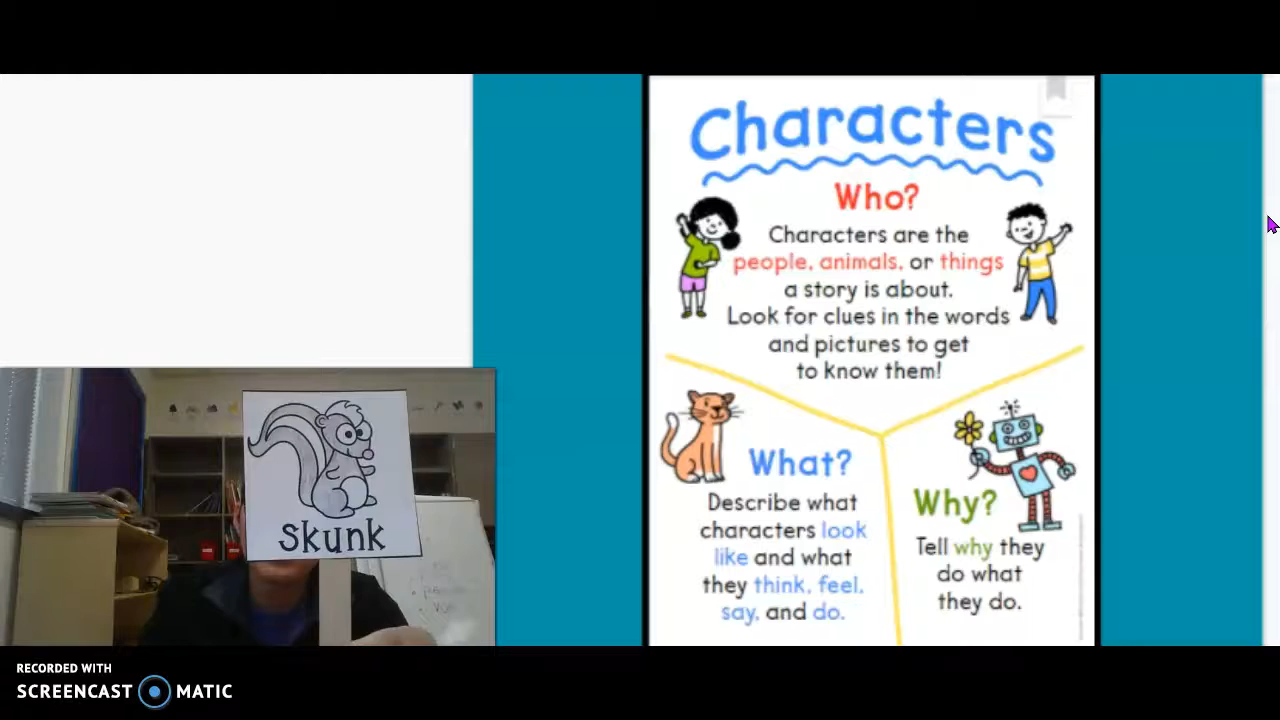 Characters
Who?
Characters are the
people, animals, or things
a story is about.
Look for clues in the words
and pictures to get
to know them!
What?
Describe what
characters look
like and what
they think, feel,
say, and do.
Why?
Tell why they
do what
they do.
skunk
RECORDED WITH
SCREENCAST MATIC